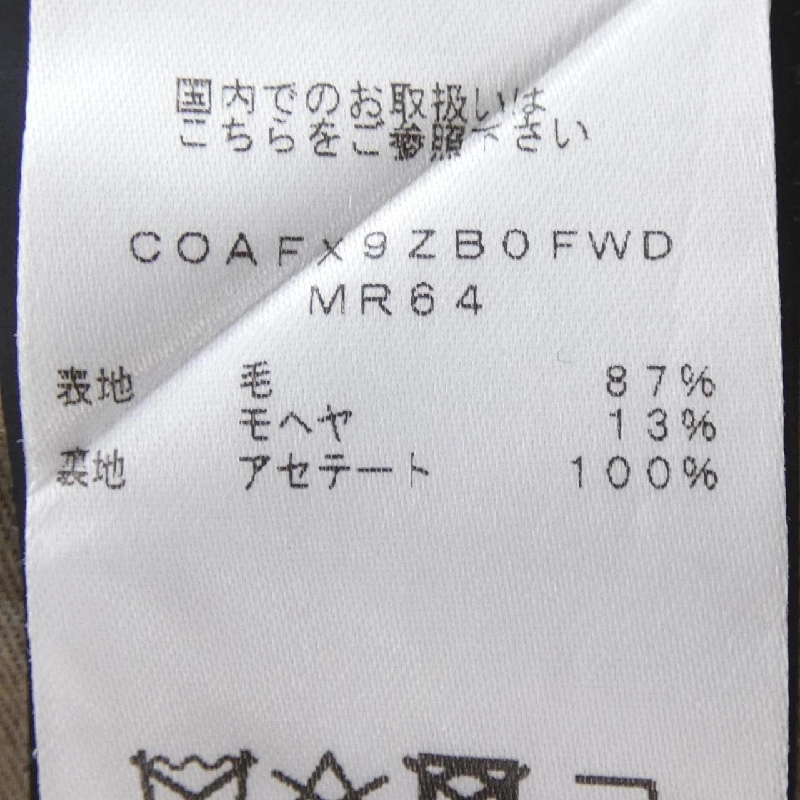 国内でのお取扱いは
こちらをご参照下さい
COAFX9ZB0FWD
MR64
表地 毛 87%
モヘヤ 13%
裏地 アセテート 100%